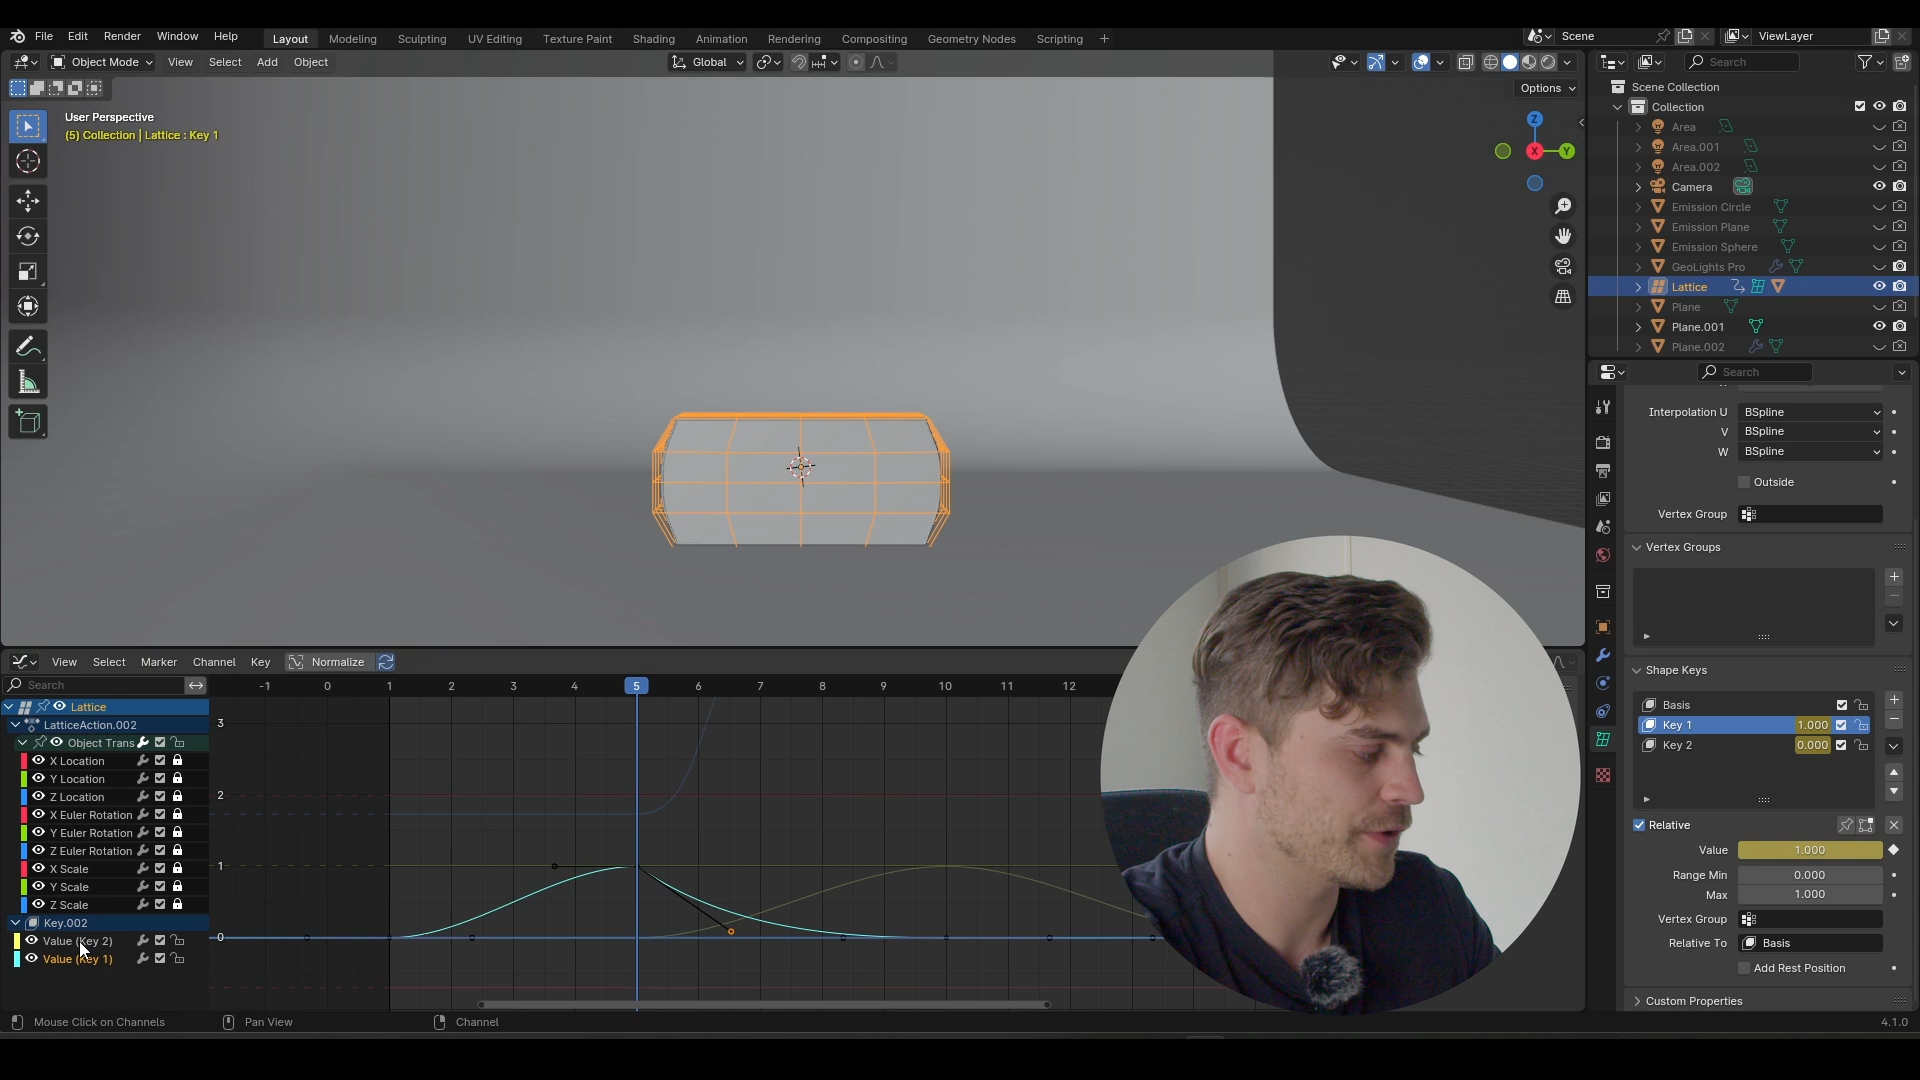 File Edit Render Window Help Layout Modeling Sculpting UV Editing Texture Paint Shading Animation Rendering Compositing Geometry Nodes Scripting + Scene ViewLayer
Object Mode View Select Add Object Global Search
Options
User Perspective
(5) Collection | Lattice : Key 1
Z
X
Y
Scene Collection
Collection
Area
Area.001
Area.002
Camera
Emission Circle
Emission Plane
Emission Sphere
GeoLights Pro
Lattice
Plane
Plane.001
Plane.002
Search
Interpolation U BSpline
V BSpline
W BSpline
Outside
Vertex Group
Vertex Groups
Shape Keys
Basis
Key 1 1.000
Key 2 0.000
Relative
Value 1.000
Range Min 0.000
Max 1.000
Vertex Group
Relative To Basis
Add Rest Position
Custom Properties
View Select Marker Channel Key Normalize
Search
-1 0 1 2 3 4 5 6 7 8 9 10 11 12
3
2
1
0
Lattice
LatticeAction.002
Object Trans
X Location
Y Location
Z Location
X Euler Rotation
Y Euler Rotation
Z Euler Rotation
X Scale
Y Scale
Z Scale
Key.002
Value (Key 2)
Value (Key 1)
Mouse Click on Channels Pan View Channel 4.1.0